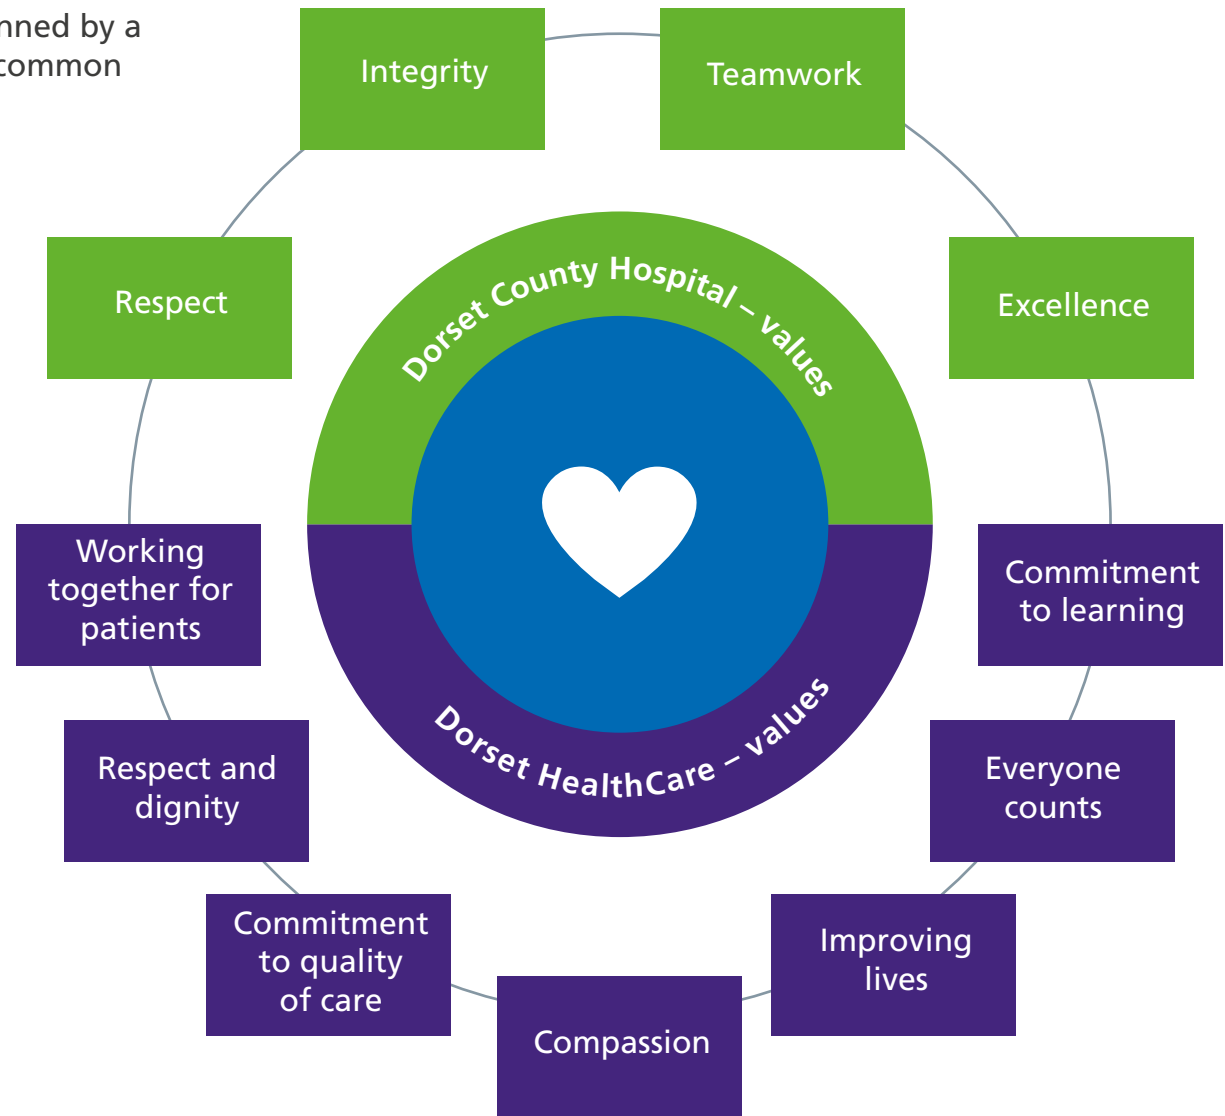 nned by a
common
Integrity
Teamwork
Respect
Excellence
Dorset County Hospital – values
Dorset HealthCare – values
Working
together for
patients
Commitment
to learning
Respect and
dignity
Everyone
counts
Commitment
to quality
of care
Improving
lives
Compassion